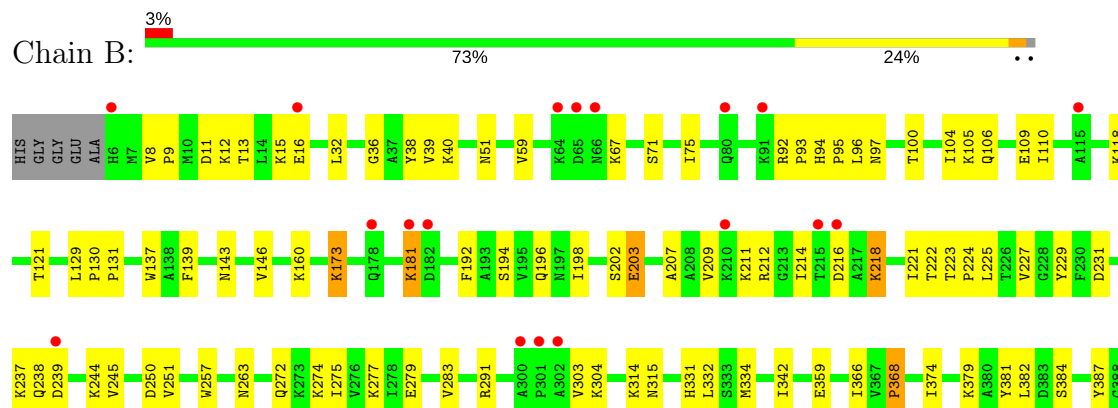 3%
Chain B:
73% 24% • •
HIS GLY GLY GLU ALA H6 M7 V8 P9 M10 D11 K12 T13 L14 K15 E16 L32 G36 A37 Y38 V39 K40 N51 V59 K64 D65 N66 K67 S71 I75 Q80 K91 R92 P93 H94 P95 L96 N97 T100 I104 K105 Q106 E109 I110 A115 K118
T121 L129 P130 P131 W137 A138 F139 N143 V146 K160 K173 Q178 K181 D182 F192 A193 S194 V195 Q196 N197 I198 S202 E203 A207 A208 V209 K210 K211 R212 G213 I214 T215 D216 A217 K218 I221 T222 T223 P224 L225 T226 V227 G228 Y229 F230 D231
K237 Q238 D239 K244 V245 D250 V251 W257 N263 Q272 K273 K274 I275 V276 K277 I278 E279 V283 R291 A300 P301 A302 V303 K304 K314 N315 H331 L332 S333 M334 I342 E359 I366 V367 P368 I374 K379 A380 Y381 L382 D383 S384 Y387